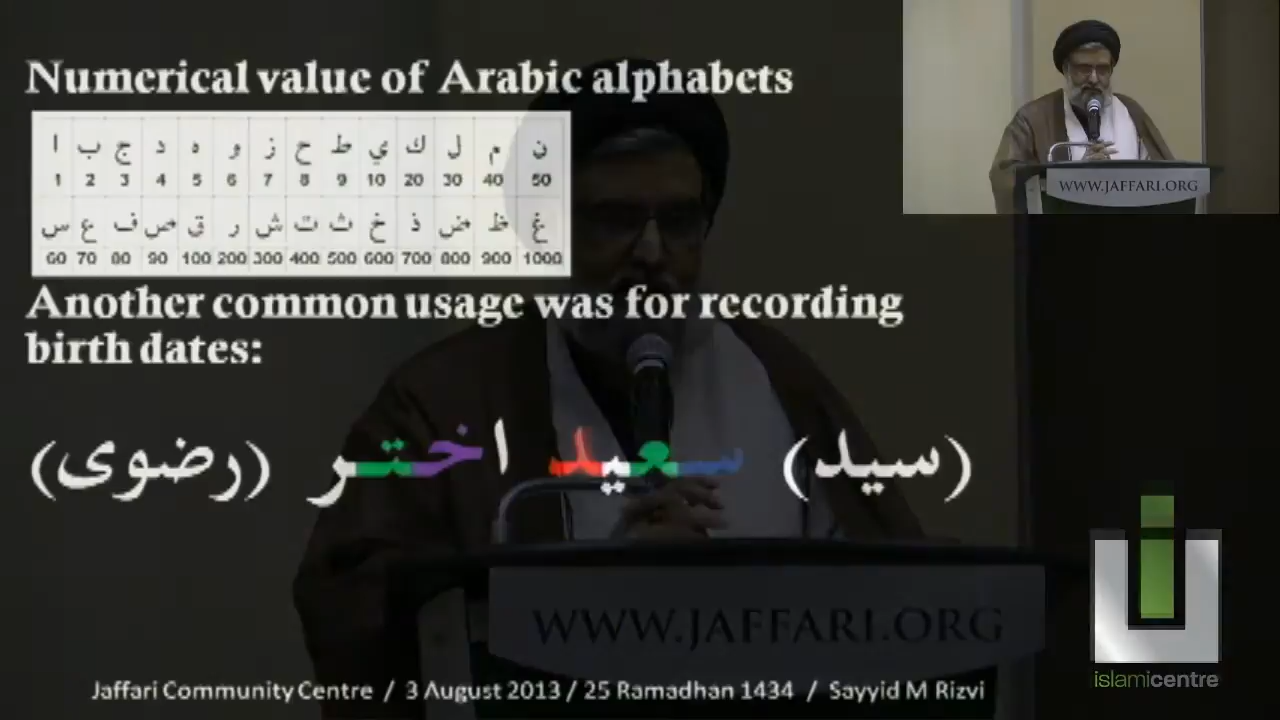 Numerical value of Arabic alphabets
ا ب ج د ه و ز ح ط ي ك ل م ن
1 2 3 4 5 6 7 8 9 10 20 30 40 50
س ع ف ص ق ر ش ت ث خ ذ ض ظ غ
60 70 80 90 100 200 300 400 500 600 700 800 900 1000
Another common usage was for recording
birth dates:
(سید) سعید اختر (رضوی)
WWW.JAFFARI.ORG
WWW.JAFFARI.ORG
islamicentre
Jaffari Community Centre / 3 August 2013 / 25 Ramadhan 1434 / Sayyid M Rizvi